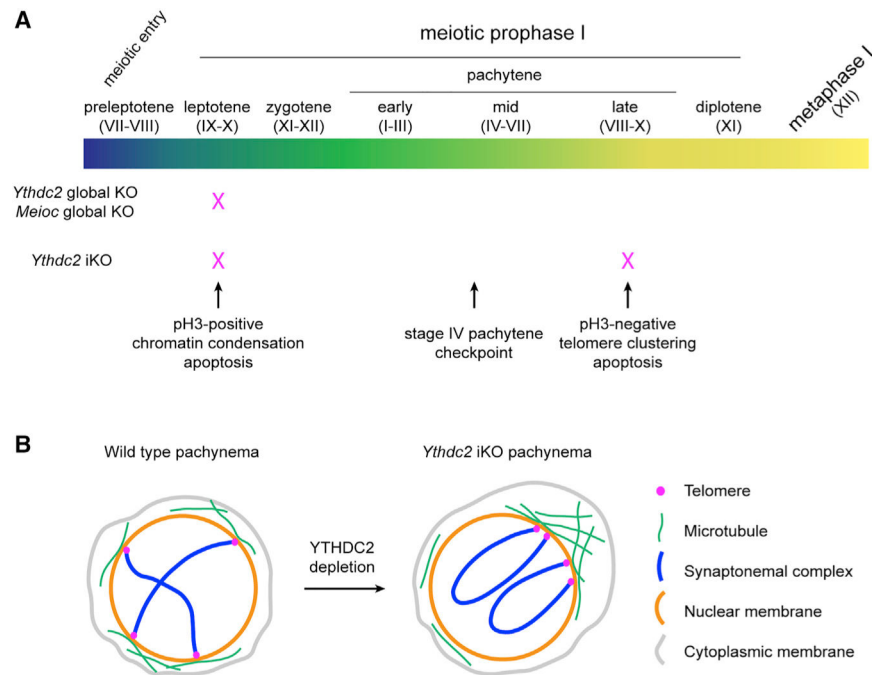 A
meiotic entry
meiotic prophase I
pachytene
metaphase I
(XII)
preleptotene
(VII-VIII)
leptotene
(IX-X)
zygotene
(XI-XII)
early
(I-III)
mid
(IV-VII)
late
(VIII-X)
diplotene
(XI)
Ythdc2 global KO
Meioc global KO
X
Ythdc2 iKO
X
X
pH3-positive
chromatin condensation
apoptosis
stage IV pachytene
checkpoint
pH3-negative
telomere clustering
apoptosis
B
Wild type pachynema
YTHDC2
depletion
Ythdc2 iKO pachynema
Telomere
Microtubule
Synaptonemal complex
Nuclear membrane
Cytoplasmic membrane